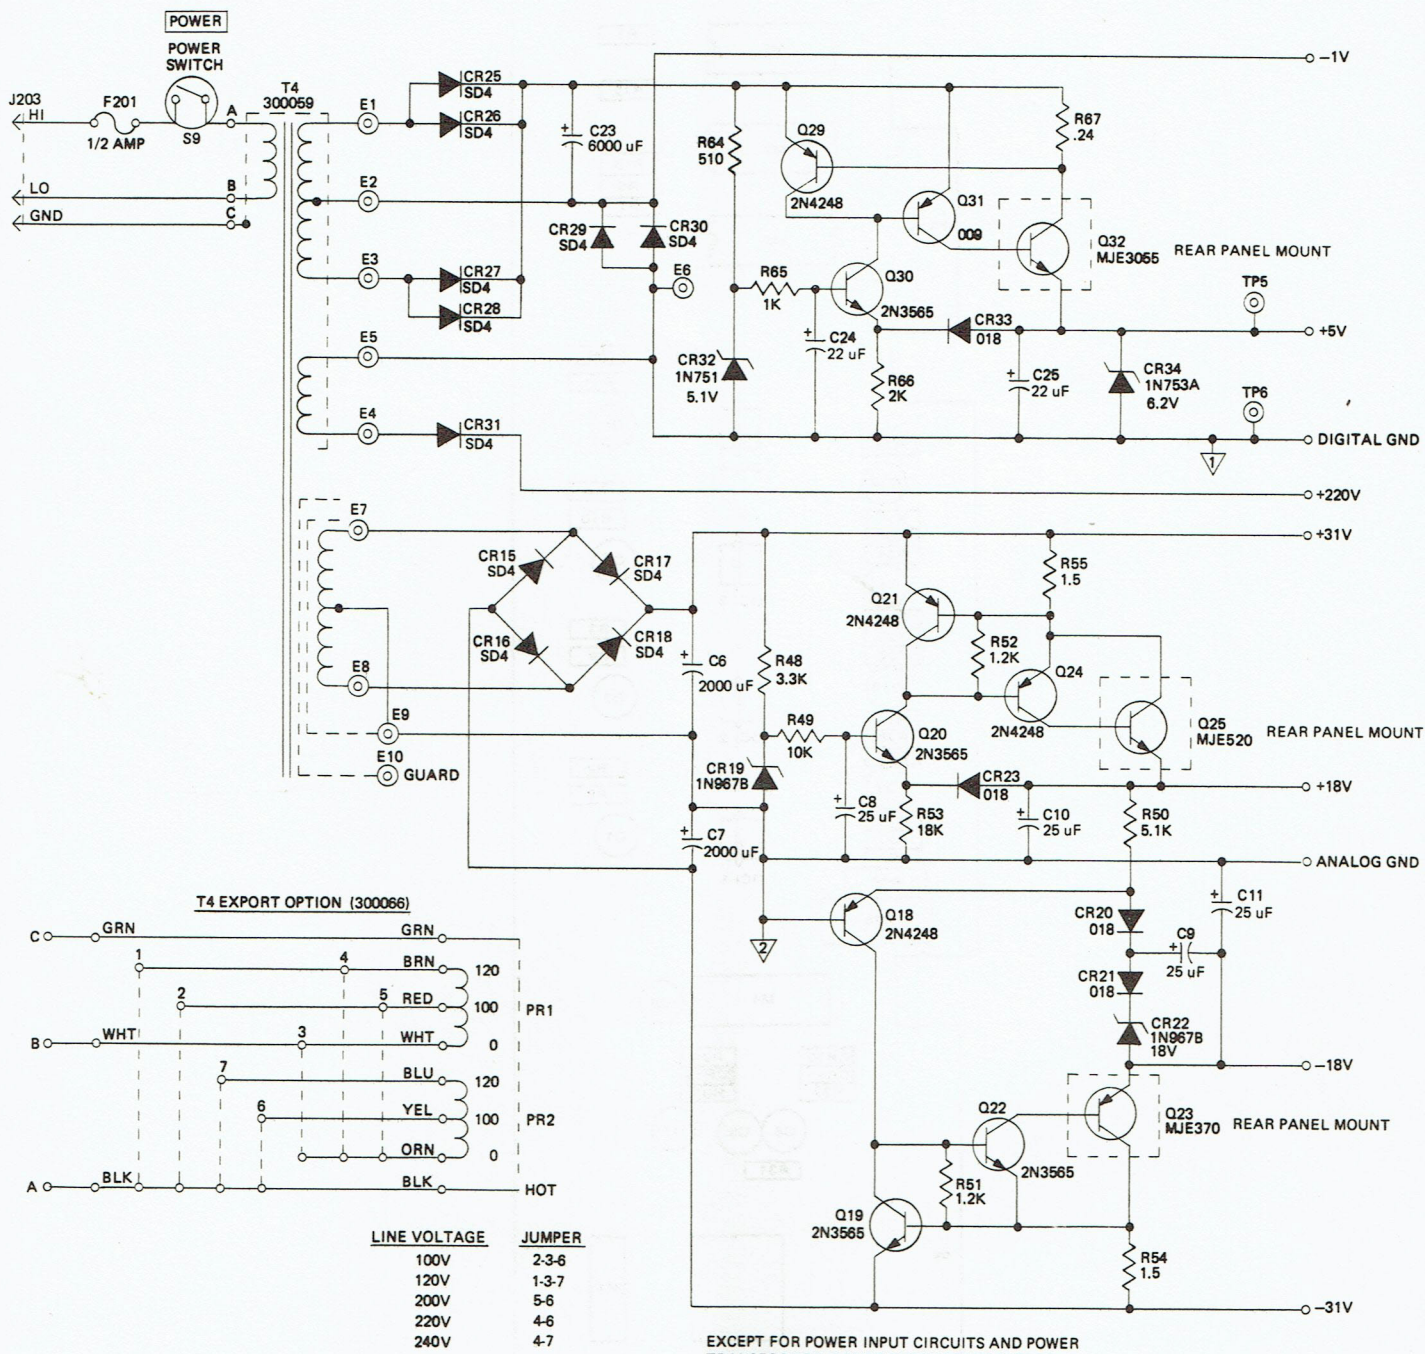 POWER
POWER
SWITCH
J203
HI
F201
1/2 AMP
S9
A
T4
300059
LO
B
GND
C
E1
E2
E3
E5
E4
CR25
SD4
CR26
SD4
+
C23
6000 uF
CR29
SD4
CR30
SD4
E6
CR27
SD4
CR28
SD4
CR31
SD4
−1V
R64
510
Q29
2N4248
R67
.24
Q31
009
Q32
MJE3055
REAR PANEL MOUNT
R65
1K
Q30
2N3565
CR33
018
TP5
+5V
CR32
1N751
5.1V
+
C24
22 uF
R66
2K
+
C25
22 uF
CR34
1N753A
6.2V
TP6
DIGITAL GND
1
+220V
E7
E8
E9
E10
GUARD
CR15
SD4
CR17
SD4
CR16
SD4
CR18
SD4
+31V
+
C6
2000 uF
R48
3.3K
Q21
2N4248
R55
1.5
R52
1.2K
Q24
2N4248
Q25
MJE520
REAR PANEL MOUNT
R49
10K
Q20
2N3565
CR19
1N967B
CR23
018
+18V
+
C7
2000 uF
+
C8
25 uF
R53
18K
+
C10
25 uF
R50
5.1K
ANALOG GND
+
C11
25 uF
2
Q18
2N4248
CR20
018
C9
+
25 uF
CR21
018
CR22
1N967B
18V
−18V
Q22
2N3565
Q23
MJE370
REAR PANEL MOUNT
R51
1.2K
Q19
2N3565
R54
1.5
−31V
T4 EXPORT OPTION (300066)
C
GRN
GRN
1
4
BRN
120
2
5
RED
100
PR1
B
WHT
3
WHT
0
7
BLU
120
6
YEL
100
PR2
ORN
0
A
BLK
BLK
HOT
LINE VOLTAGE JUMPER
100V 2-3-6
120V 1-3-7
200V 5-6
220V 4-6
240V 4-7
EXCEPT FOR POWER INPUT CIRCUITS AND POWER